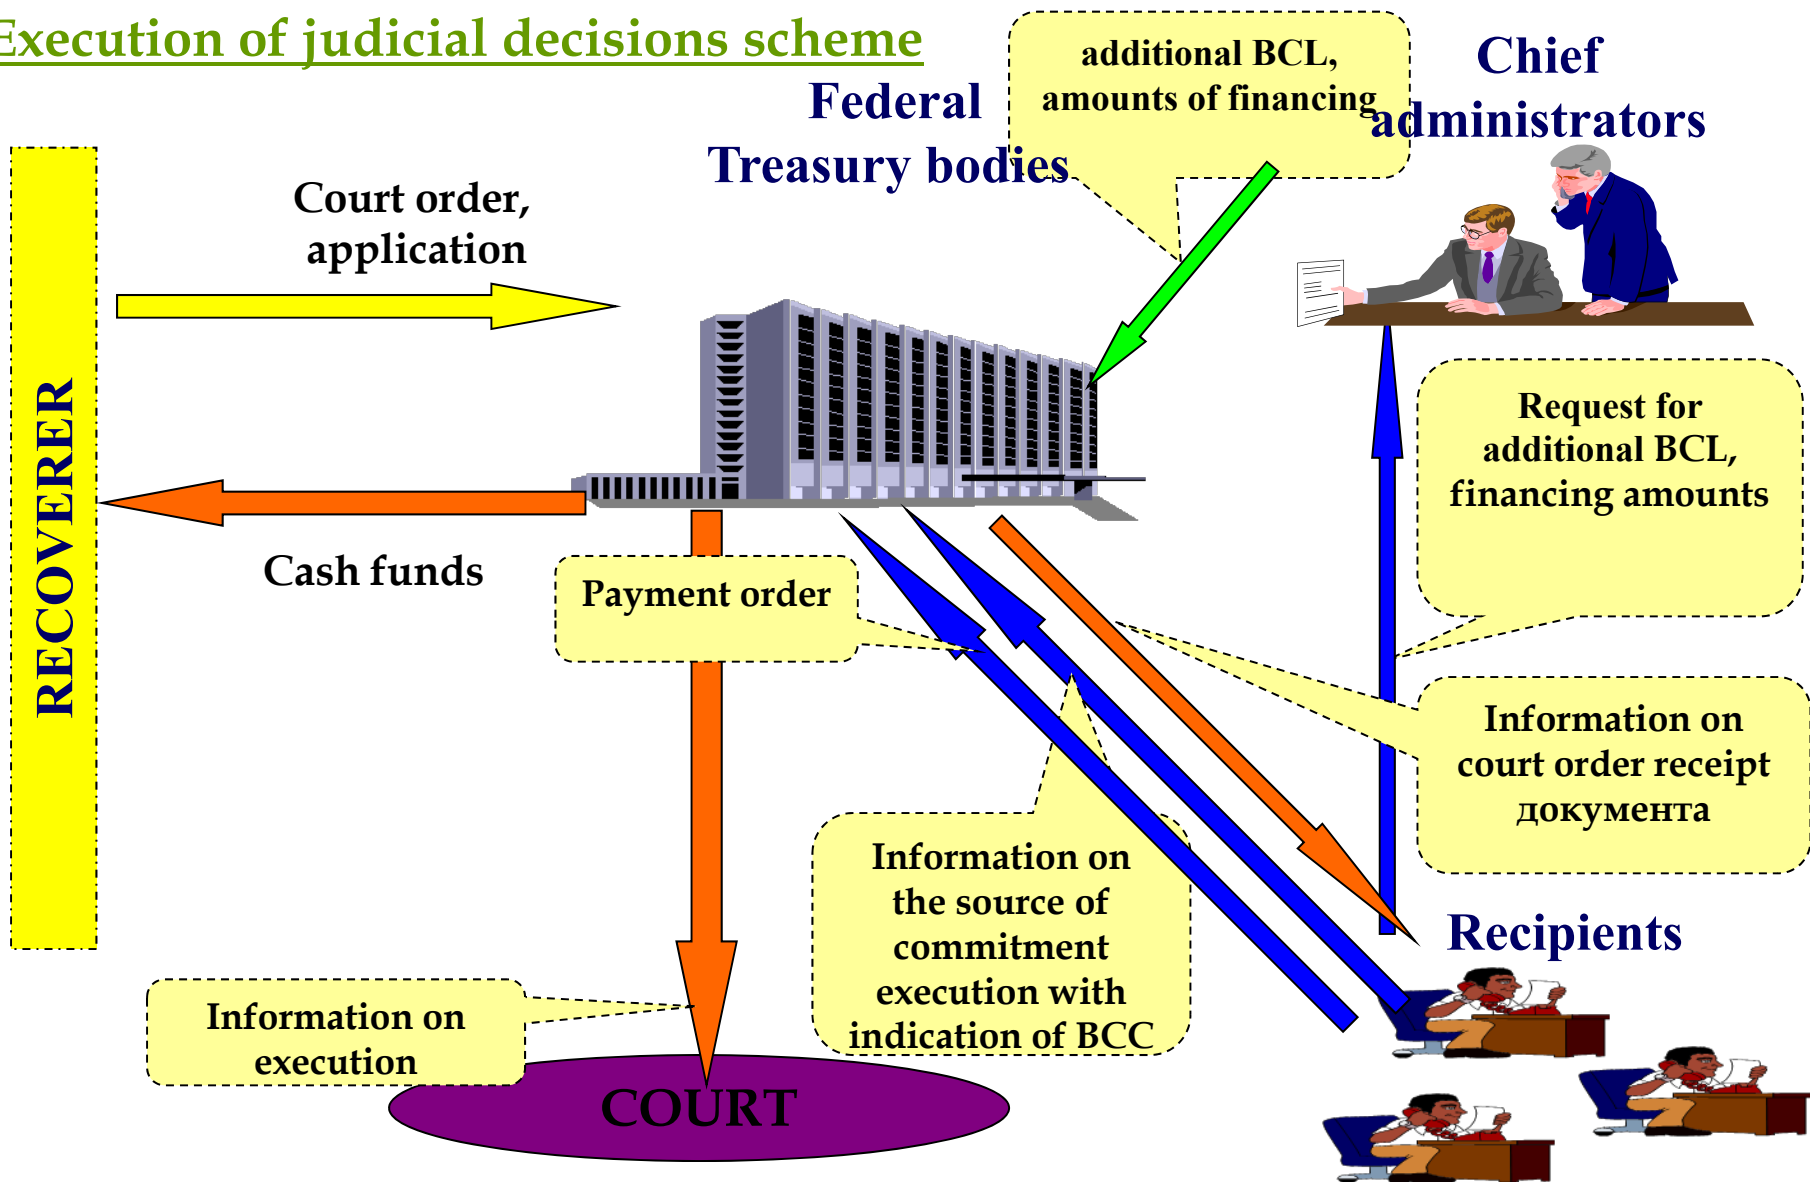 Execution of judicial decisions scheme
additional BCL,
amounts of financing
Chief
administrators
Federal
Treasury bodies
Court order,
application
RECOVERER
Request for
additional BCL,
financing amounts
Cash funds
Payment order
Information on
court order receipt
документа
Information on
the source of
commitment
execution with
indication of BCC
Recipients
Information on
execution
COURT